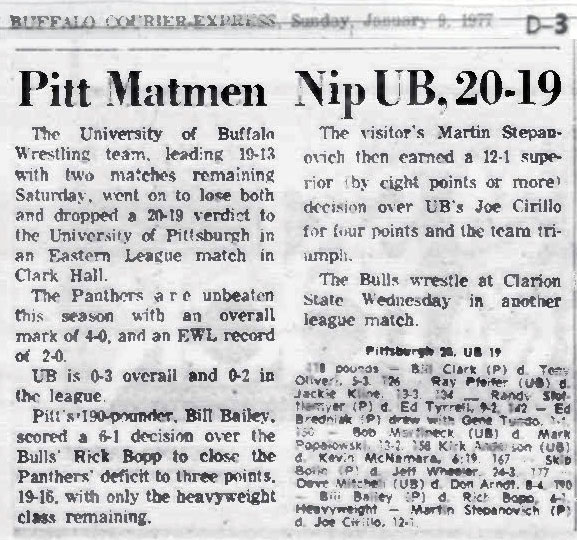 BUFFALO COURIER-EXPRESS, Sunday, January 9, 1977 D-3
Pitt Matmen Nip UB, 20-19
The University of Buffalo
Wrestling team, leading 19-13
with two matches remaining
Saturday, went on to lose both
and dropped a 20-19 verdict to
the University of Pittsburgh in
an Eastern League match in
Clark Hall.
The Panthers are unbeaten
this season with an overall
mark of 4-0, and an EWL record
of 2-0.
UB is 0-3 overall and 0-2 in
the league.
Pitt's 190-pounder, Bill Bailey,
scored a 6-1 decision over the
Bulls' Rick Bopp to close the
Panthers' deficit to three points,
19-16, with only the heavyweight
class remaining.
The visitor's Martin Stepan-
ovich then earned a 12-1 supe-
rior (by eight points or more)
decision over UB's Joe Cirillo
for four points and the team tri-
umph.
The Bulls wrestle at Clarion
State Wednesday in another
league match.
Pittsburgh 20, UB 19
118 pounds — Bill Clark (P) d. Tony
Oliveri, 5-3. 126 — Ray Pfeifer (UB) d.
Jackie Kline, 13-3. 134 — Randy
(P) d. Ed Tyrrell, 9-2. 142 — Ed
Bredniak (P) drew with Gene Tundo,
150 — Bob Martineck (UB) d. Mark
13-2. 158 Kirk Anderson (UB)
d. Kevin McNamara, 167 — Skip
Bolin (P) d. Jeff Wheeler, 24-3. 177 —
Dave Mitchell (UB) d. Don Arndt, 8-4. 190
— Bill Bailey (P) d. Rick Bopp, 6-1.
Heavyweight — Martin Stepanovich (P)
d. Joe Cirillo, 12-1.